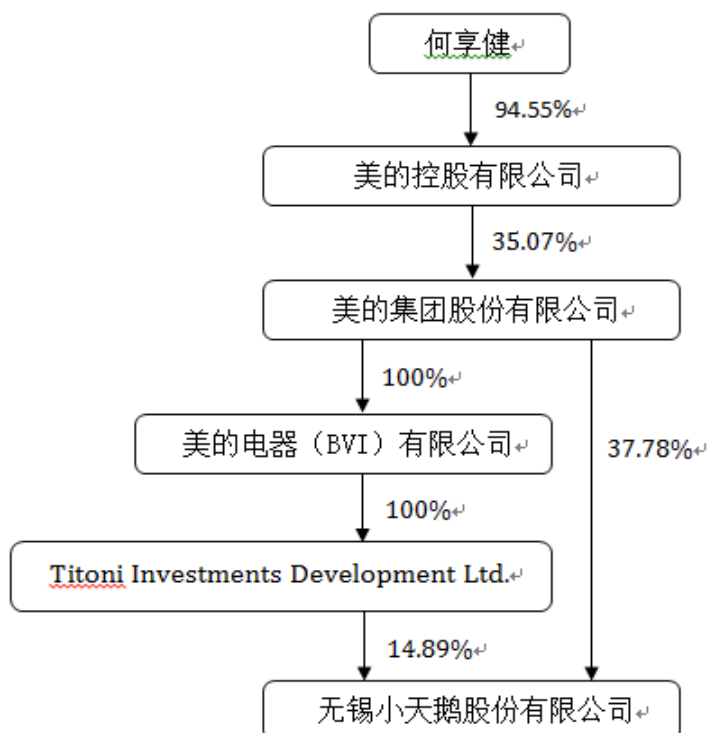 何享健
94.55%
美的控股有限公司
35.07%
美的集团股份有限公司
100%
美的电器（BVI）有限公司
37.78%
100%
Titoni Investments Development Ltd.
14.89%
无锡小天鹅股份有限公司